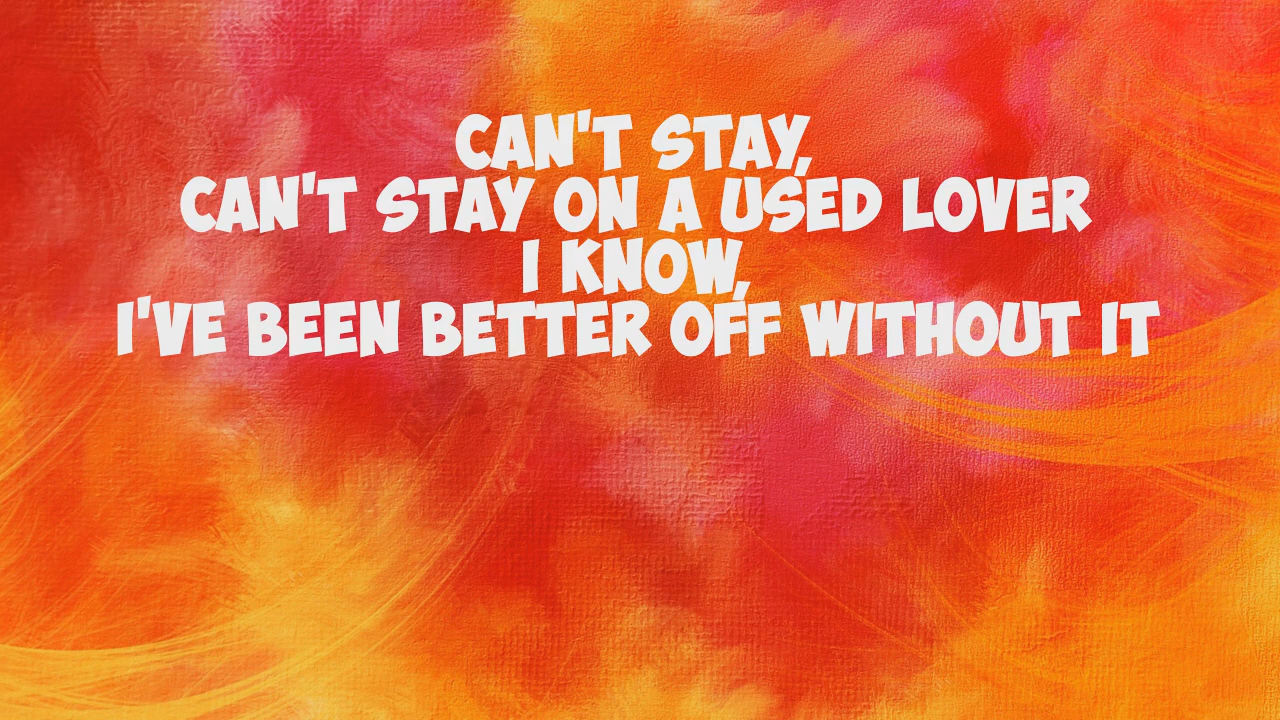 CAN'T STAY,
CAN'T STAY ON A USED LOVER
I KNOW,
I'VE BEEN BETTER OFF WITHOUT IT